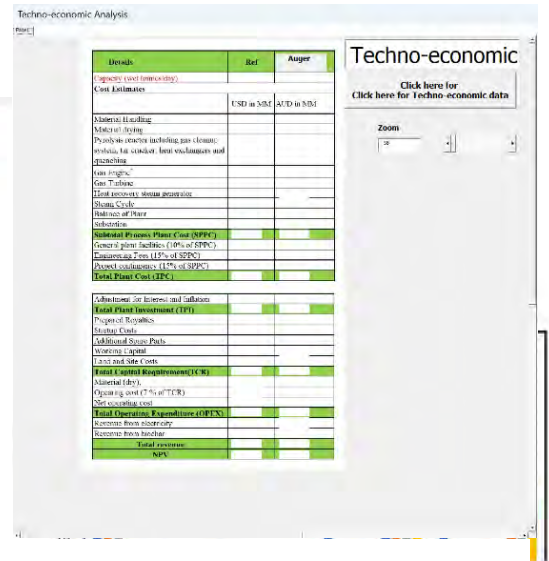 Techno-economic Analysis
Details Ref Auger
Capacity (wet tonnes/day)
Cost Estimates
USD in MM AUD in MM
Material Handling
Material drying
Pyrolysis reactor including gas cleaning
system, tar cracker, heat exchangers and
quenching
Gas Engine
Gas Turbine
Heat recovery steam generator
Steam Cycle
Balance of Plant
Substation
Subtotal Process Plant Cost (SPPC)
General plant facilities (10% of SPPC)
Engineering Fees (15% of SPPC)
Project contingency (15% of SPPC)
Total Plant Cost (TPC)
Adjustment for Interest and Inflation
Total Plant Investment (TPI)
Prepared Royalties
Startup Costs
Additional Spare Parts
Working Capital
Land and Site Costs
Total Capital Requirement(TCR)
Material (dry),
Operating cost (7 % of TCR)
Net operating cost
Total Operating Expenditure (OPEX)
Revenue from electricity
Revenue from biochar
Total revenue
NPV
Techno-economic
Click here for
Click here for Techno-economic data
Zoom